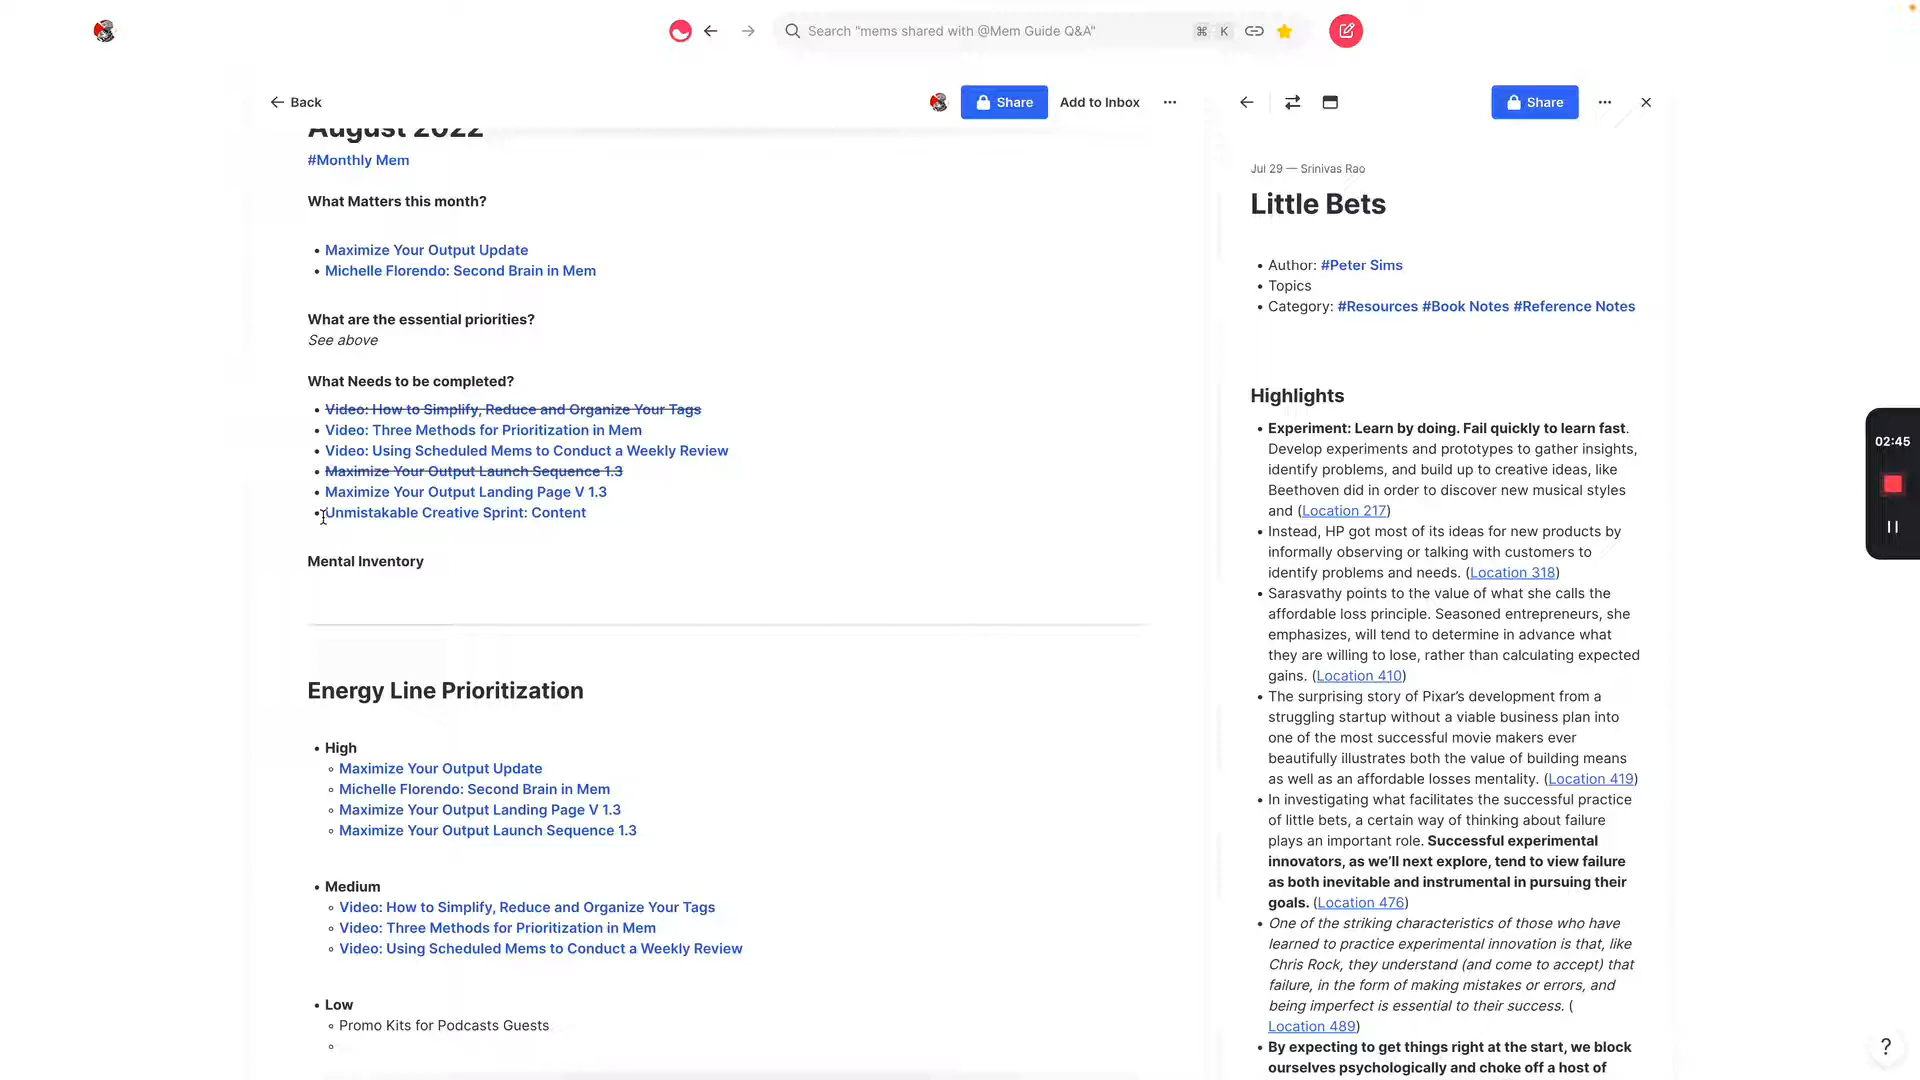 Search "mems shared with @Mem Guide Q&A"
⌘ K
← Back
Share
Add to Inbox
Share
August 2022
#Monthly Mem
What Matters this month?
• Maximize Your Output Update
• Michelle Florendo: Second Brain in Mem
What are the essential priorities?
See above
What Needs to be completed?
• Video: How to Simplify, Reduce and Organize Your Tags
• Video: Three Methods for Prioritization in Mem
• Video: Using Scheduled Mems to Conduct a Weekly Review
• Maximize Your Output Launch Sequence 1.3
• Maximize Your Output Landing Page V 1.3
• Unmistakable Creative Sprint: Content
Mental Inventory
Energy Line Prioritization
• High
◦ Maximize Your Output Update
◦ Michelle Florendo: Second Brain in Mem
◦ Maximize Your Output Landing Page V 1.3
◦ Maximize Your Output Launch Sequence 1.3
• Medium
◦ Video: How to Simplify, Reduce and Organize Your Tags
◦ Video: Three Methods for Prioritization in Mem
◦ Video: Using Scheduled Mems to Conduct a Weekly Review
• Low
◦ Promo Kits for Podcasts Guests
Jul 29 — Srinivas Rao
Little Bets
• Author: #Peter Sims
• Topics
• Category: #Resources #Book Notes #Reference Notes
Highlights
• Experiment: Learn by doing. Fail quickly to learn fast.
Develop experiments and prototypes to gather insights,
identify problems, and build up to creative ideas, like
Beethoven did in order to discover new musical styles
and (Location 217)
• Instead, HP got most of its ideas for new products by
informally observing or talking with customers to
identify problems and needs. (Location 318)
• Sarasvathy points to the value of what she calls the
affordable loss principle. Seasoned entrepreneurs, she
emphasizes, will tend to determine in advance what
they are willing to lose, rather than calculating expected
gains. (Location 410)
• The surprising story of Pixar's development from a
struggling startup without a viable business plan into
one of the most successful movie makers ever
beautifully illustrates both the value of building means
as well as an affordable losses mentality. (Location 419)
• In investigating what facilitates the successful practice
of little bets, a certain way of thinking about failure
plays an important role. Successful experimental
innovators, as we'll next explore, tend to view failure
as both inevitable and instrumental in pursuing their
goals. (Location 476)
• One of the striking characteristics of those who have
learned to practice experimental innovation is that, like
Chris Rock, they understand (and come to accept) that
failure, in the form of making mistakes or errors, and
being imperfect is essential to their success. (
Location 489)
• By expecting to get things right at the start, we block
ourselves psychologically and choke off a host of
02:45
?